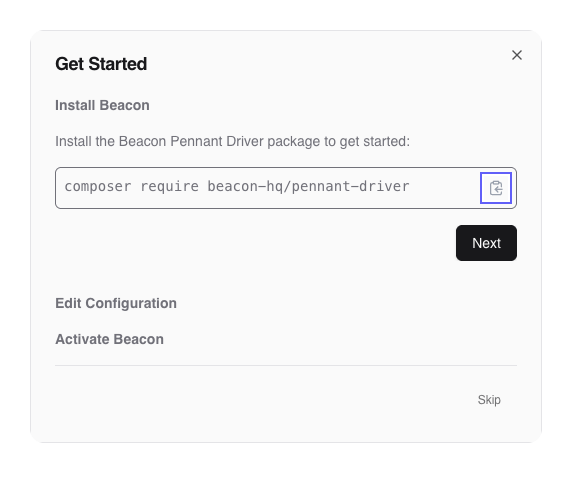 Get Started
Install Beacon
Install the Beacon Pennant Driver package to get started:
composer require beacon-hq/pennant-driver
Next
Edit Configuration
Activate Beacon
Skip